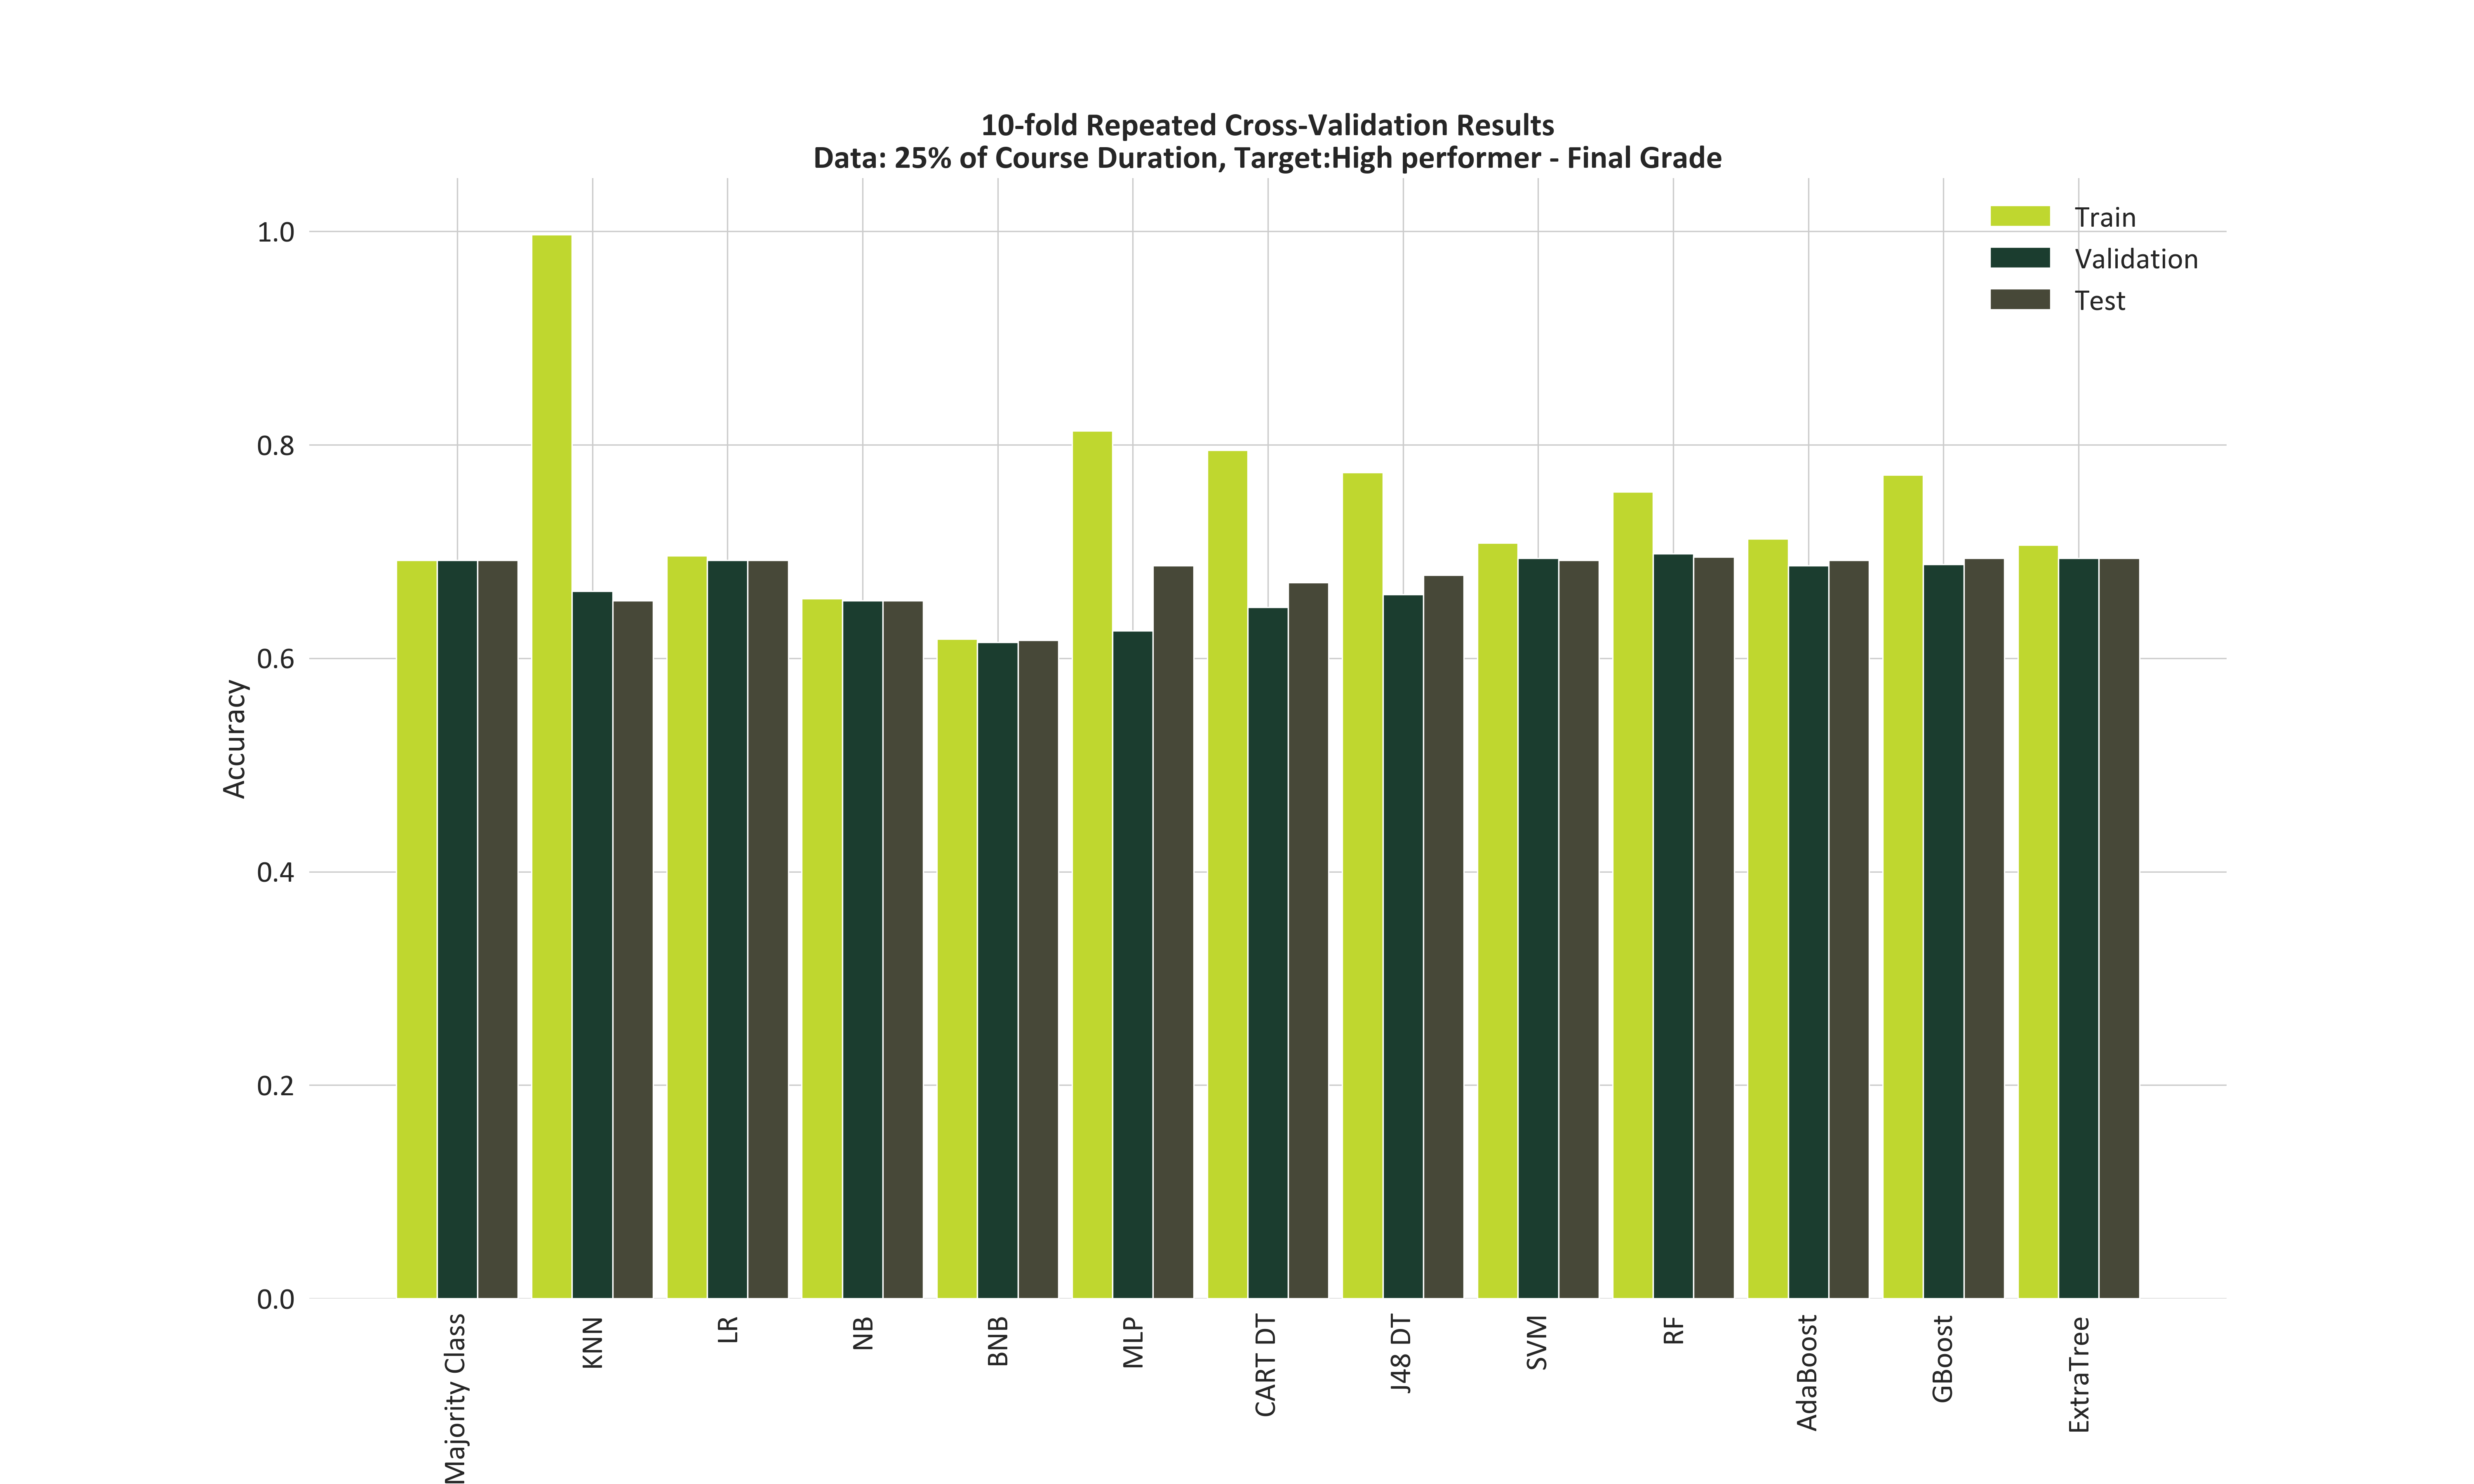 10-fold Repeated Cross-Validation Results
Data: 25% of Course Duration, Target:High performer - Final Grade
Train
Validation
Test
Accuracy
1.0
0.8
0.6
0.4
0.2
0.0
Majority Class
KNN
LR
NB
BNB
MLP
CART DT
J48 DT
SVM
RF
AdaBoost
GBoost
ExtraTree